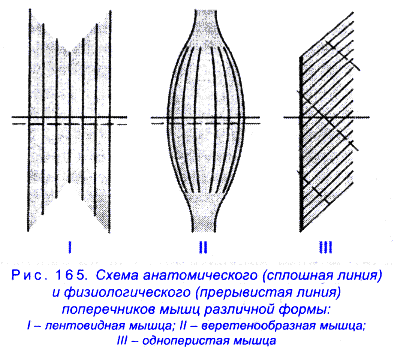 I II III
Рис. 165. Схема анатомического (сплошная линия)
и физиологического (прерывистая линия)
поперечников мышц различной формы:
I – лентовидная мышца; II – веретенообразная мышца;
III – одноперистая мышца